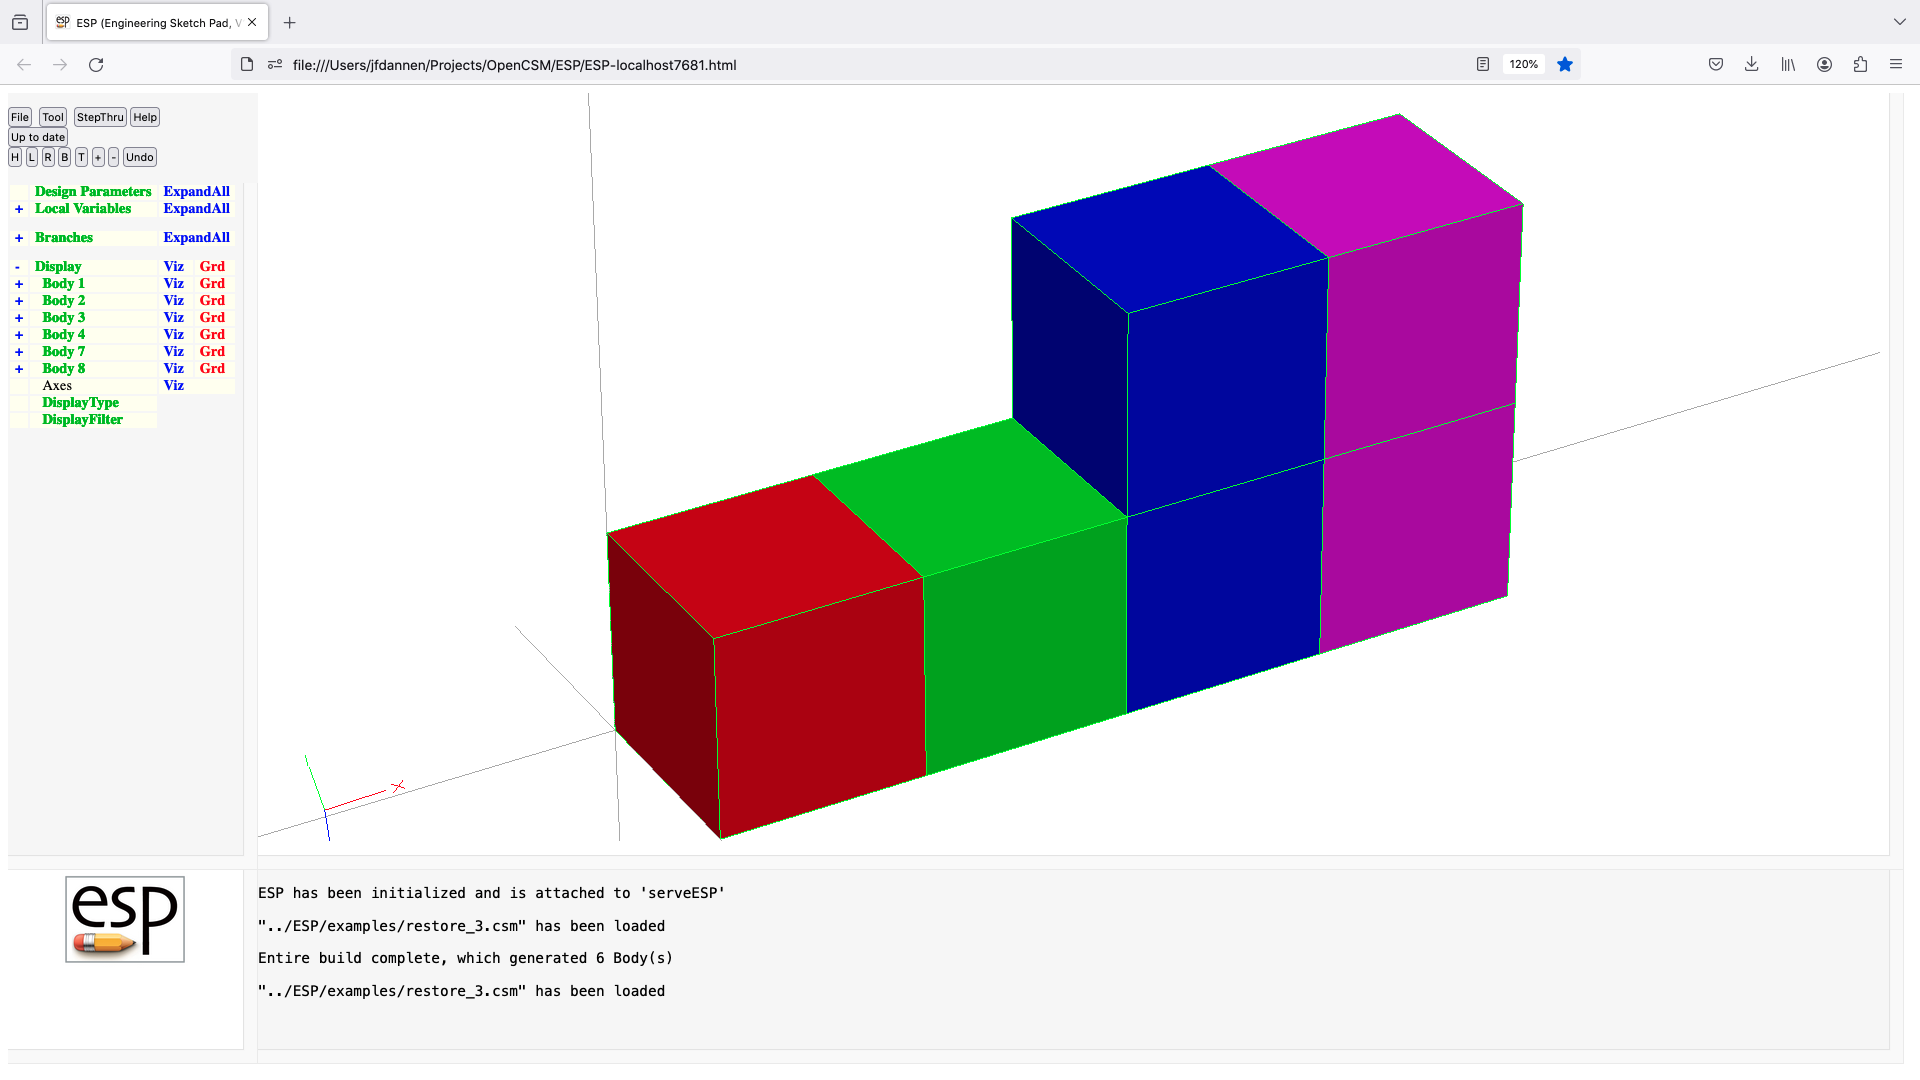 ESP (Engineering Sketch Pad, V
file:///Users/jfdannen/Projects/OpenCSM/ESP/ESP-localhost7681.html
120%
File Tool StepThru Help
Up to date
H L R B T + - Undo
Design Parameters ExpandAll
+ Local Variables ExpandAll
+ Branches ExpandAll
- Display Viz Grd
+ Body 1 Viz Grd
+ Body 2 Viz Grd
+ Body 3 Viz Grd
+ Body 4 Viz Grd
+ Body 7 Viz Grd
+ Body 8 Viz Grd
Axes Viz
DisplayType
DisplayFilter
X
esp
ESP has been initialized and is attached to 'serveESP'
"../ESP/examples/restore_3.csm" has been loaded
Entire build complete, which generated 6 Body(s)
"../ESP/examples/restore_3.csm" has been loaded